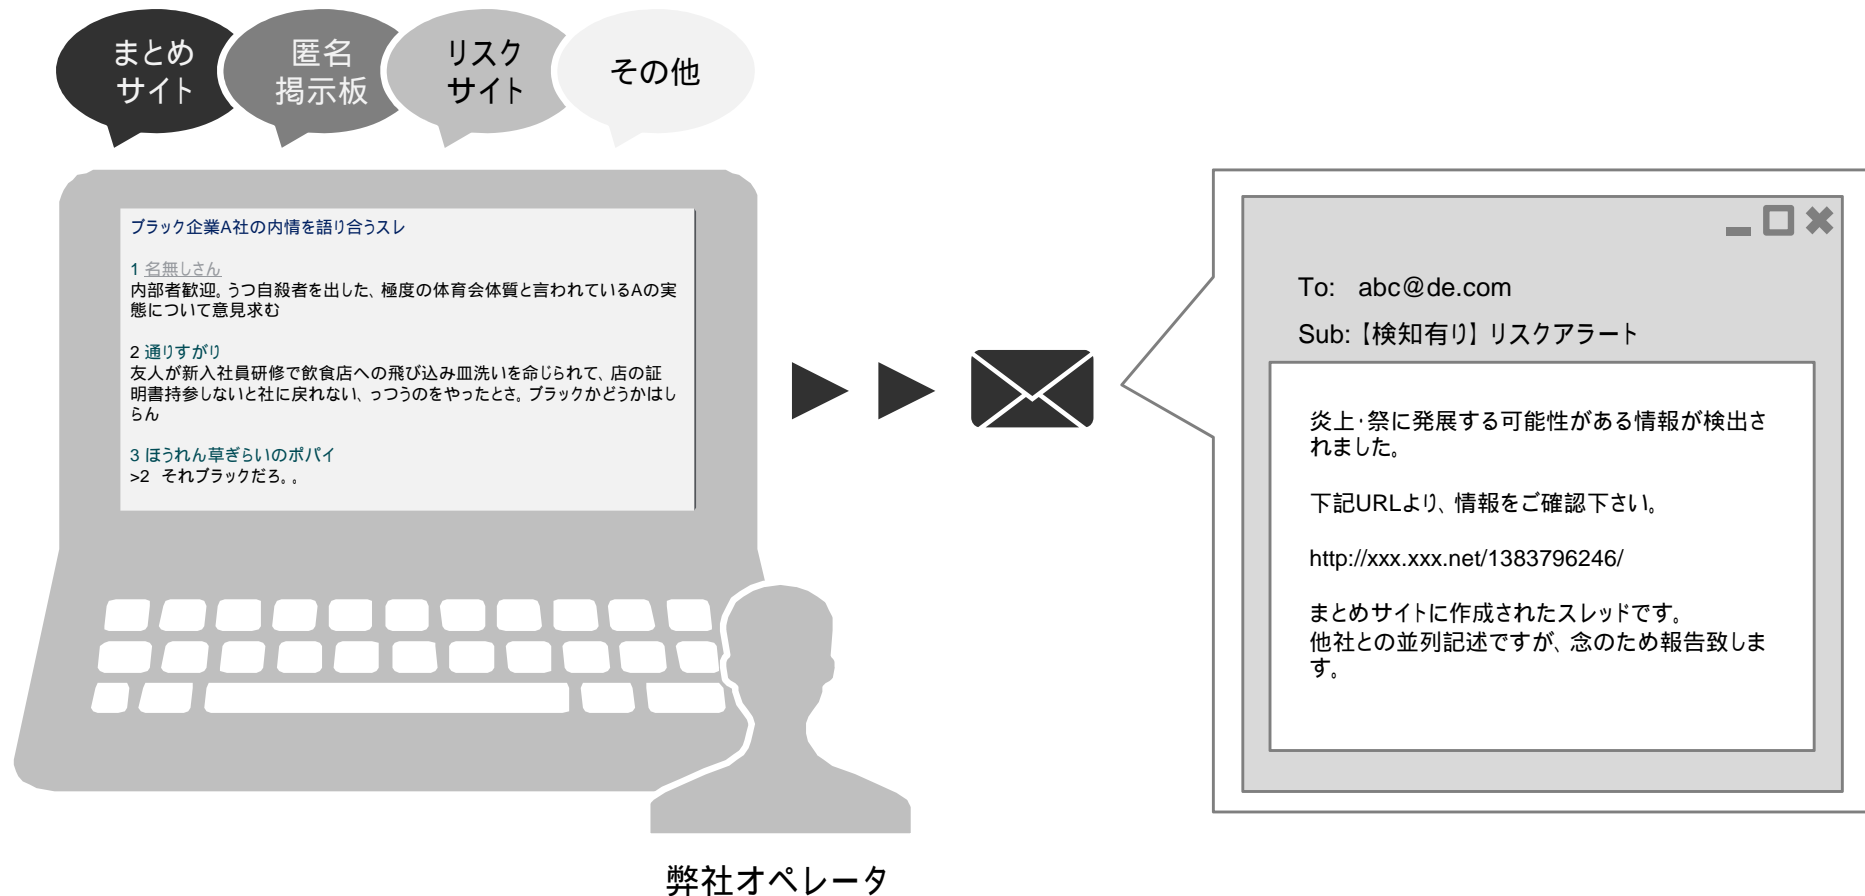 まとめ
サイト
匿名
掲示板
リスク
サイト
その他
ブラック企業A社の内情を語り合うスレ
1 名無しさん
内部者歓迎。うつ自殺者を出した、極度の体育会体質と言われているAの実
態について意見求む
2 通りすがり
友人が新入社員研修で飲食店への飛び込み皿洗いを命じられて、店の証
明書持参しないと社に戻れない、っつうのをやったとさ。ブラックかどうかはし
らん
3 ほうれん草ぎらいのポパイ
>2 それブラックだろ。。
弊社オペレータ
To: abc@de.com
Sub:【検知有り】リスクアラート
炎上・祭に発展する可能性がある情報が検出さ
れました。
下記URLより、情報をご確認下さい。
http://xxx.xxx.net/1383796246/
まとめサイトに作成されたスレッドです。
他社との並列記述ですが、念のため報告致しま
す。